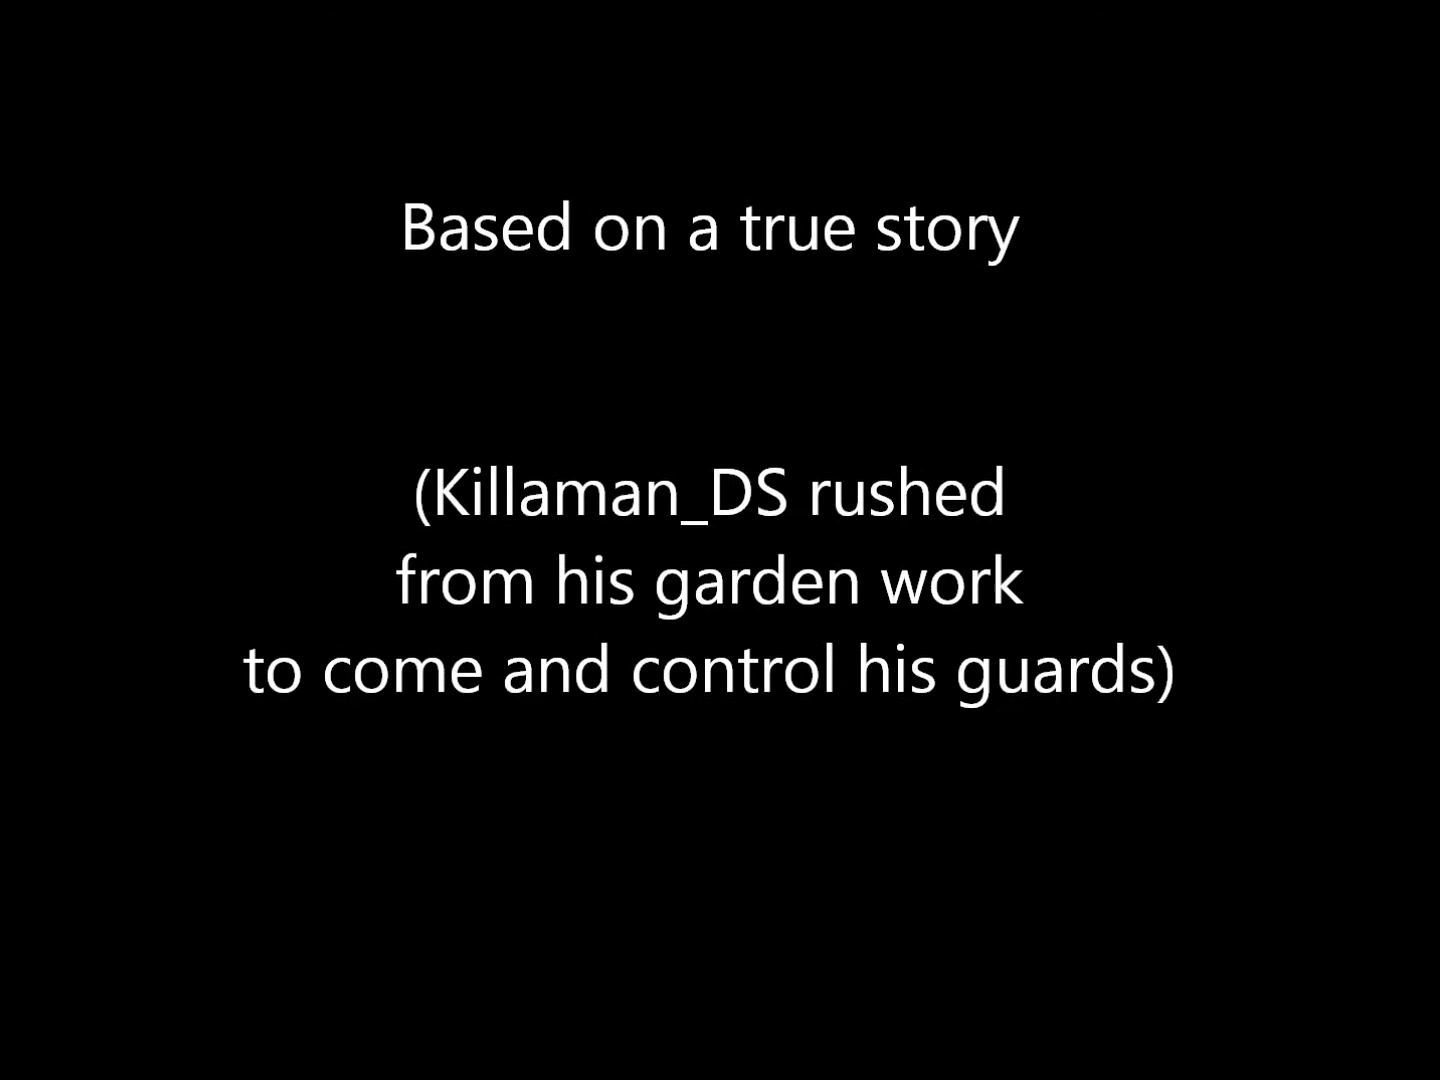 Based on a true story
(Killaman_DS rushed
from his garden work
to come and control his guards)